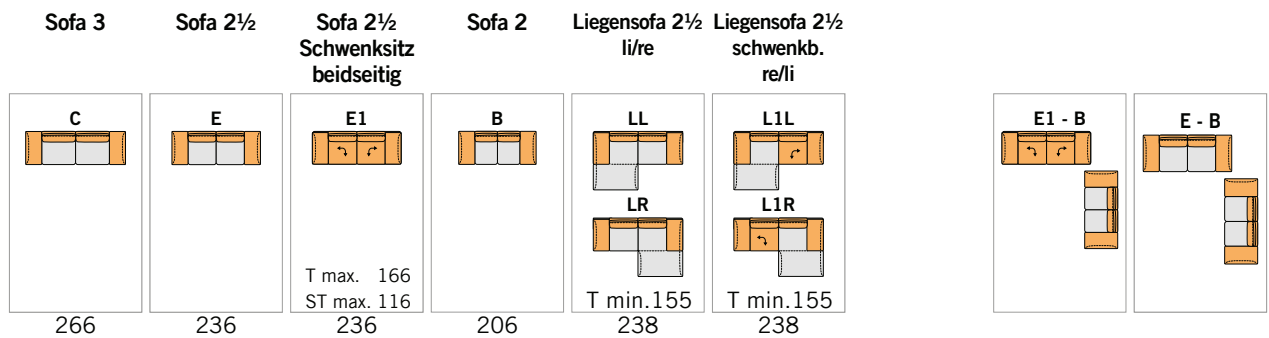 Sofa 3
Sofa 2½
Sofa 2½
Schwenksitz
beidseitig
Sofa 2
Liegensofa 2½
li/re
Liegensofa 2½
schwenkb.
re/li
C
E
E1
B
LL
L1L
E1 - B
E - B
LR
L1R
T max. 166
ST max. 116
T min.155
T min.155
266
236
236
206
238
238